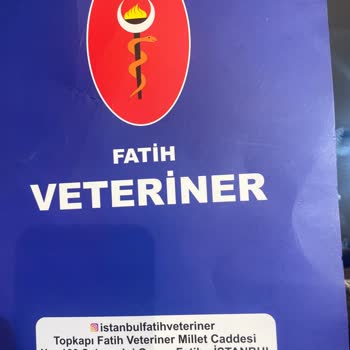 FATİH
VETERİNER
istanbulfatihveteriner
Topkapı Fatih Veteriner Millet Caddesi